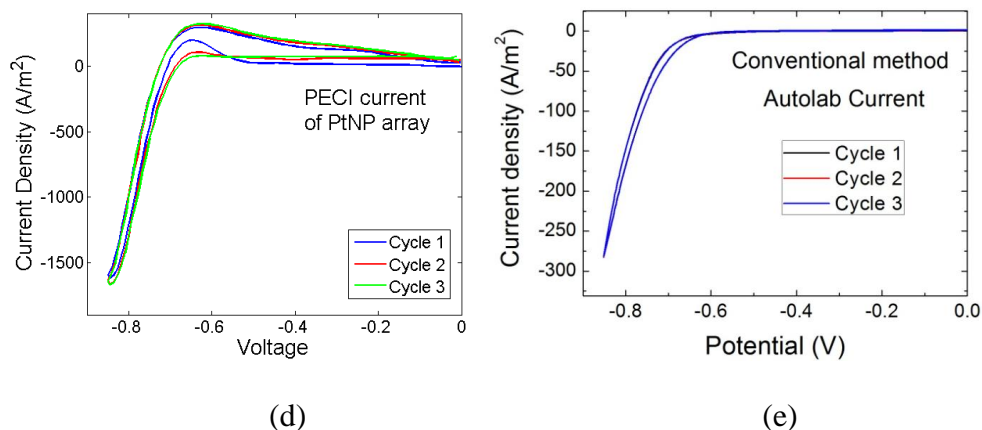 0
-500
-1000
-1500
Current Density (A/m²)
PECI current
of PtNP array
Cycle 1
Cycle 2
Cycle 3
-0.8
-0.6
-0.4
-0.2
0
Voltage
(d)
0
-50
-100
-150
-200
-250
-300
Current density (A/m²)
Conventional method
Autolab Current
Cycle 1
Cycle 2
Cycle 3
-0.8
-0.6
-0.4
-0.2
0.0
Potential (V)
(e)